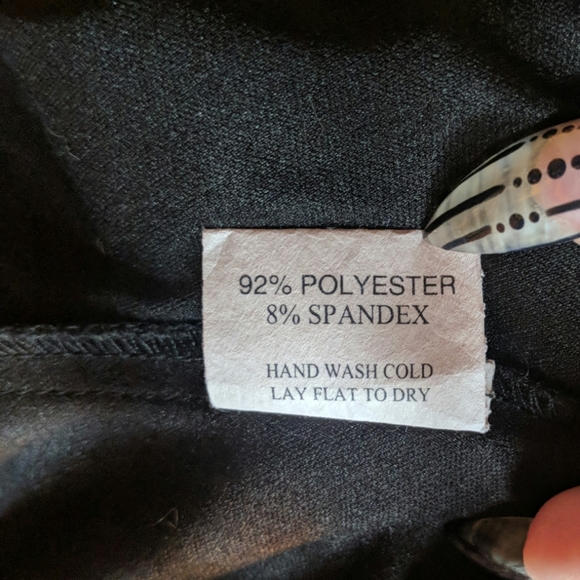 92% POLYESTER
8% SPANDEX
HAND WASH COLD
LAY FLAT TO DRY